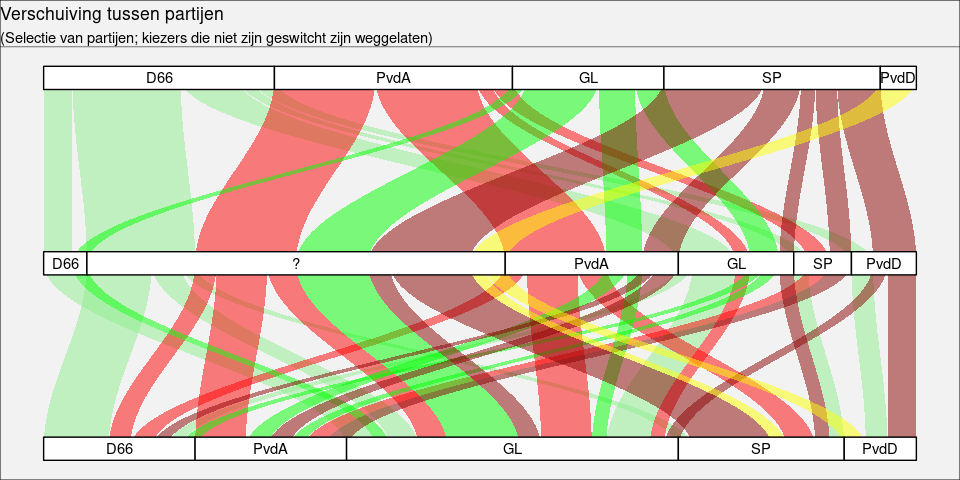 Verschuiving tussen partijen
(Selectie van partijen; kiezers die niet zijn geswitcht zijn weggelaten)
D66 PvdA GL SP PvdD
D66 ? PvdA GL SP PvdD
D66 PvdA GL SP PvdD